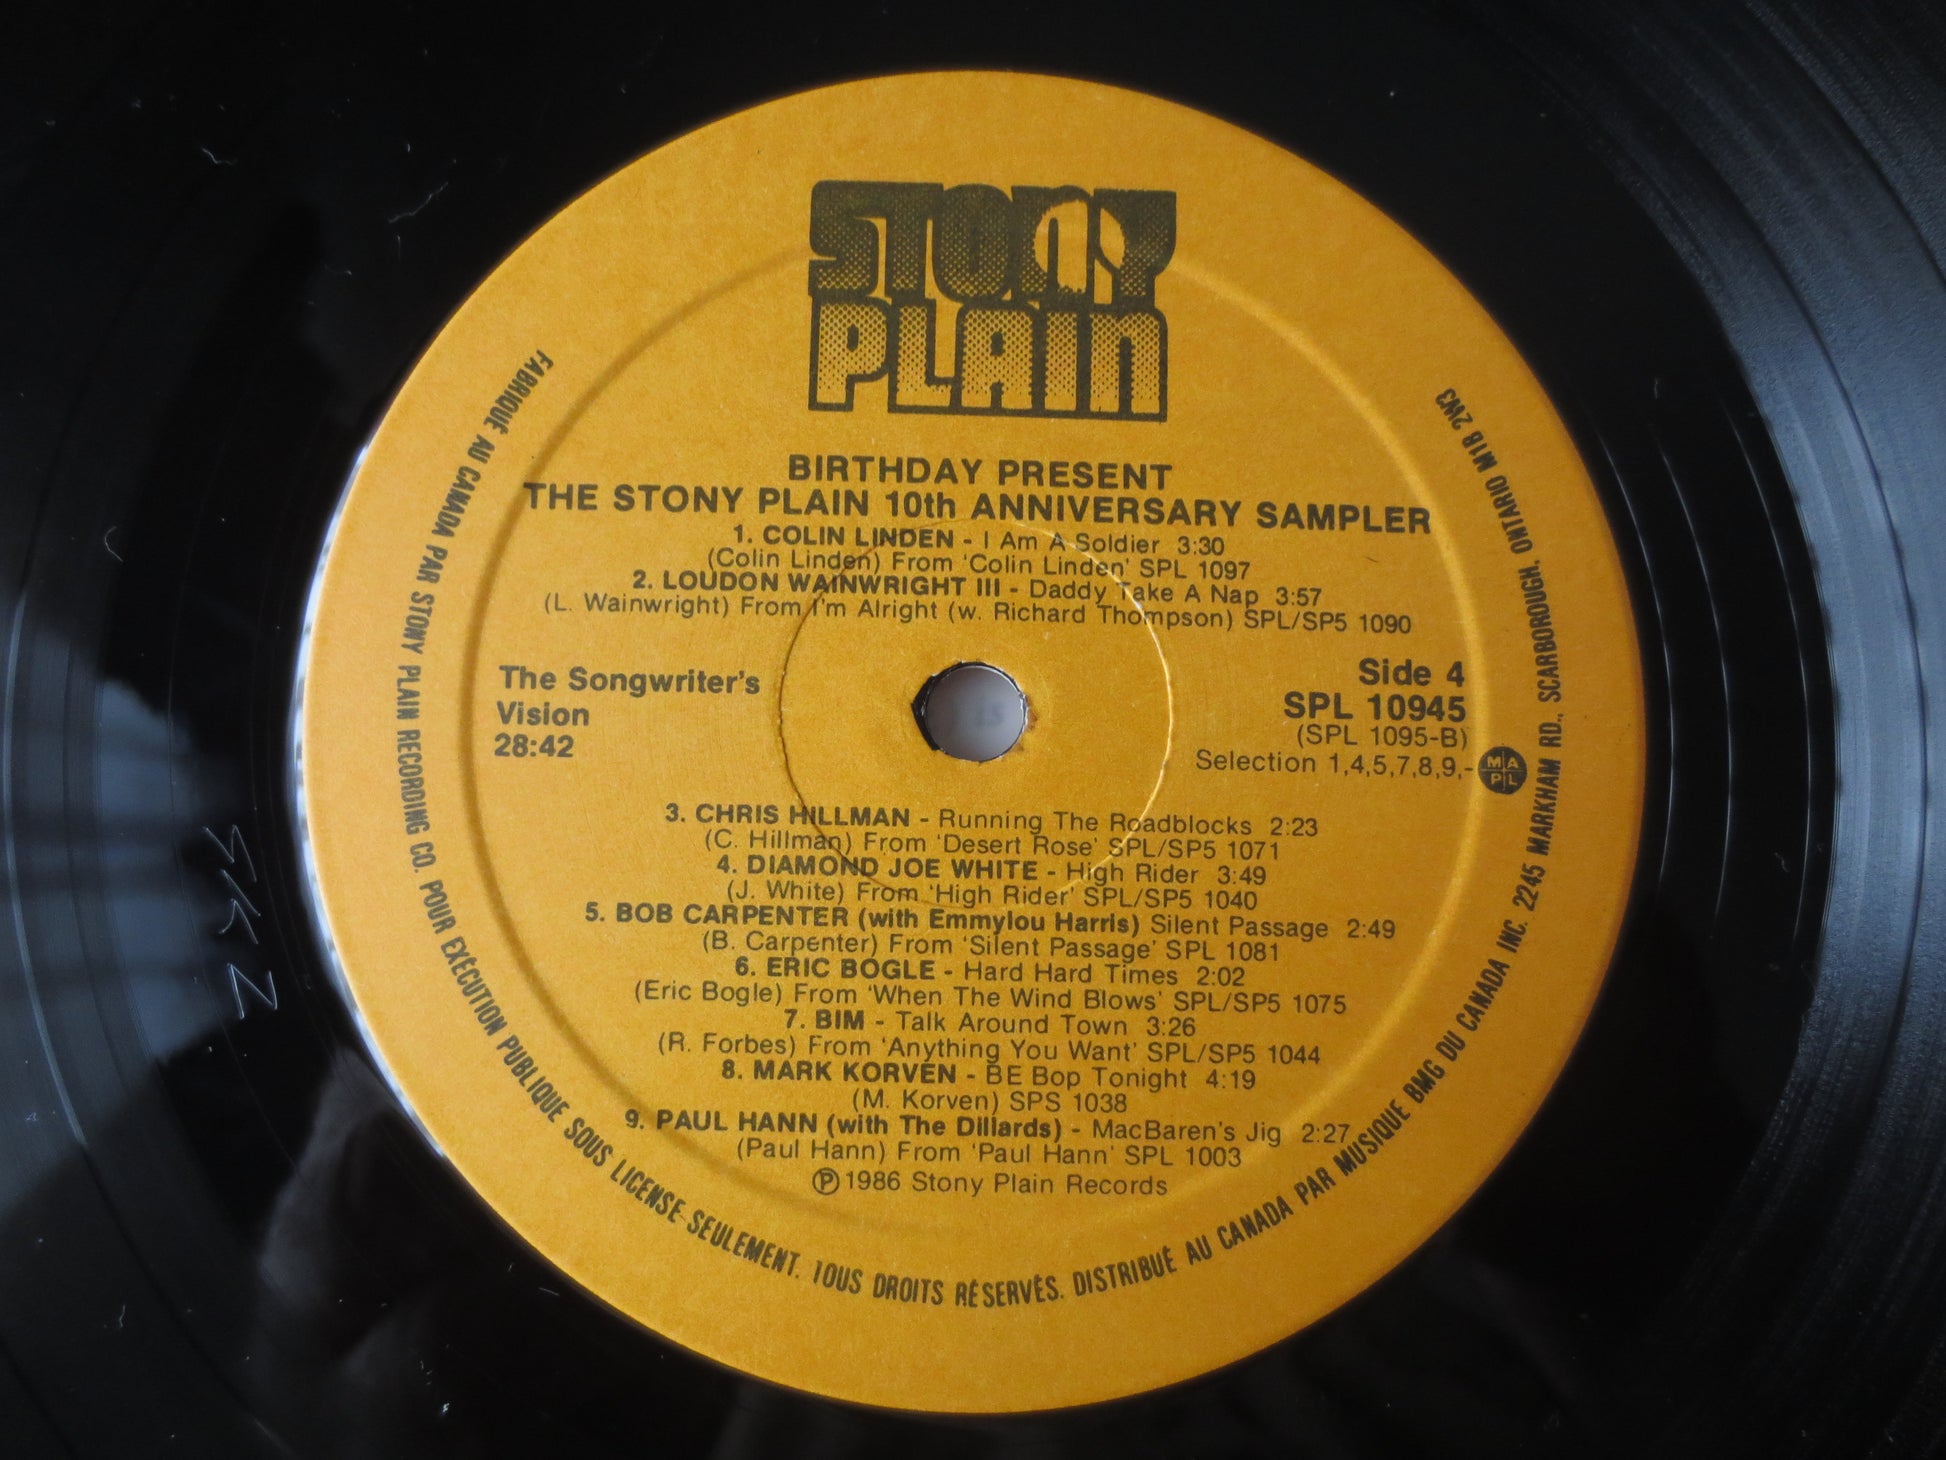 STONY
PLAIN
BIRTHDAY PRESENT
THE STONY PLAIN 10th ANNIVERSARY SAMPLER
1. COLIN LINDEN - I Am A Soldier 3:30
(Colin Linden) From 'Colin Linden' SPL 1097
2. LOUDON WAINWRIGHT III - Daddy Take A Nap 3:57
(L. Wainwright) From I'm Alright (w. Richard Thompson) SPL/SP5 1090
The Songwriter's
Vision
28:42
Side 4
SPL 10945
(SPL 1095-B)
Selection 1,4,5,7,8,9,-
MAPL
3. CHRIS HILLMAN - Running The Roadblocks 2:23
(C. Hillman) From 'Desert Rose' SPL/SP5 1071
4. DIAMOND JOE WHITE - High Rider 3:49
(J. White) From 'High Rider' SPL/SP5 1040
5. BOB CARPENTER (with Emmylou Harris) Silent Passage 2:49
(B. Carpenter) From 'Silent Passage' SPL 1081
6. ERIC BOGLE - Hard Hard Times 2:02
(Eric Bogle) From 'When The Wind Blows' SPL/SP5 1075
7. BIM - Talk Around Town 3:26
(R. Forbes) From 'Anything You Want' SPL/SP5 1044
8. MARK KORVEN - BE Bop Tonight 4:19
(M. Korven) SPS 1038
9. PAUL HANN (with The Dillards) - MacBaren's Jig 2:27
(Paul Hann) From 'Paul Hann' SPL 1003
℗1986 Stony Plain Records
FABRIQUÉ AU CANADA PAR STONY PLAIN RECORDING CO. POUR EXÉCUTION PUBLIQUE SOUS LICENSE SEULEMENT. TOUS DROITS RÉSERVÉS. DISTRIBUÉ AU CANADA PAR MUSIQUE BMG DU CANADA INC. 2245 MARKHAM RD., SCARBOROUGH, ONTARIO M1B 2W3